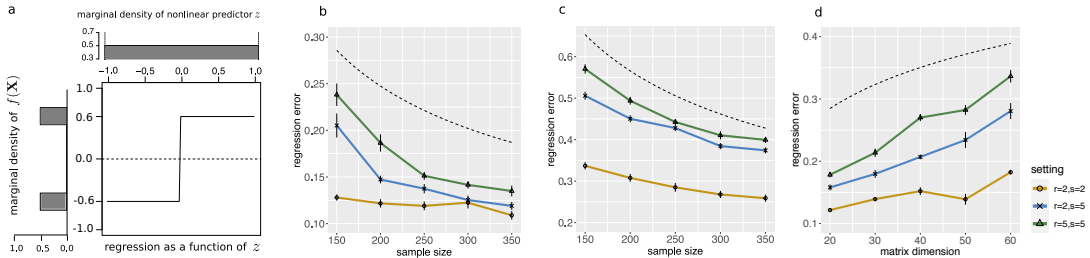 a
marginal density of nonlinear predictor z
0.7
0.5
0.3
−1.0 −0.5 0.0 0.5 1.0
marginal density of f(X)
1.0
0.6
0.0
-0.6
-1.0
1.0 0.5 0.0
regression as a function of z
b
regression error
0.30
0.25
0.20
0.15
0.10
150 200 250 300 350
sample size
c
regression error
0.6
0.5
0.4
0.3
0.2
150 200 250 300 350
sample size
d
regression error
0.4
0.3
0.2
0.1
20 30 40 50 60
matrix dimension
setting
r=2,s=2
r=2,s=5
r=5,s=5